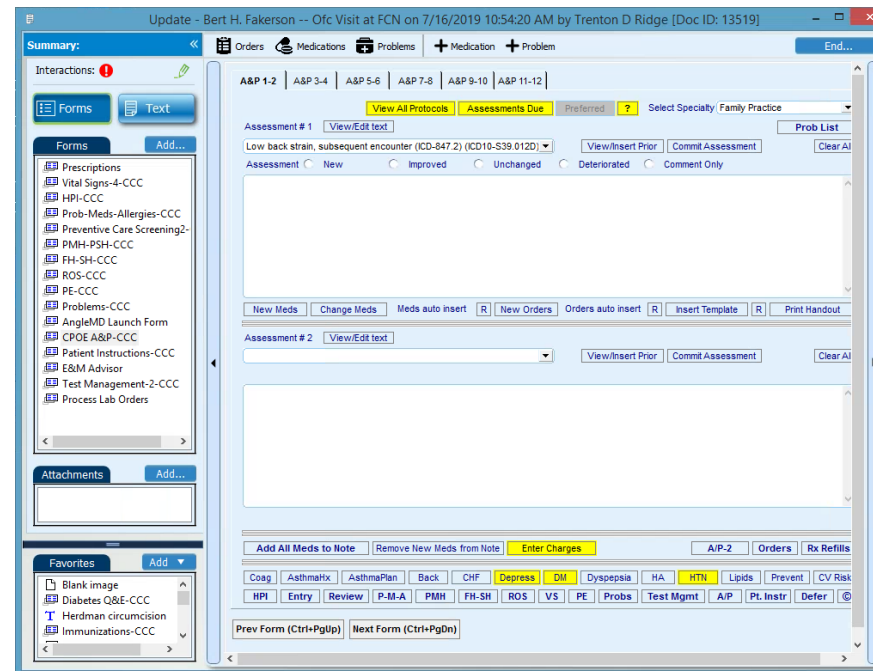 Update - Bert H. Fakerson -- Ofc Visit at FCN on 7/16/2019 10:54:20 AM by Trenton D Ridge [Doc ID: 13519]
Summary:
Orders Medications Problems Medication Problem End...
Interactions:
Forms Text
Forms Add...
Prescriptions
Vital Signs-4-CCC
HPI-CCC
Prob-Meds-Allergies-CCC
Preventive Care Screening2-
PMH-PSH-CCC
FH-SH-CCC
ROS-CCC
PE-CCC
Problems-CCC
AngleMD Launch Form
CPOE A&P-CCC
Patient Instructions-CCC
E&M Advisor
Test Management-2-CCC
Process Lab Orders
Attachments Add...
Favorites Add
Blank image
Diabetes Q&E-CCC
Herdman circumcision
Immunizations-CCC
A&P 1-2 A&P 3-4 A&P 5-6 A&P 7-8 A&P 9-10 A&P 11-12
View All Protocols Assessments Due Preferred ? Select Specialty Family Practice
Assessment # 1 View/Edit text Prob List
Low back strain, subsequent encounter (ICD-847.2) (ICD10-S39.012D) View/Insert Prior Commit Assessment Clear Al
Assessment New Improved Unchanged Deteriorated Comment Only
New Meds Change Meds Meds auto insert R New Orders Orders auto insert R Insert Template R Print Handout
Assessment # 2 View/Edit text
View/Insert Prior Commit Assessment Clear Al
Add All Meds to Note Remove New Meds from Note Enter Charges A/P-2 Orders Rx Refills
Coag AsthmaHx AsthmaPlan Back CHF Depress DM Dyspepsia HA HTN Lipids Prevent CV Risk
HPI Entry Review P-M-A PMH FH-SH ROS VS PE Probs Test Mgmt A/P Pt. Instr Defer ©
Prev Form (Ctrl+PgUp) Next Form (Ctrl+PgDn)